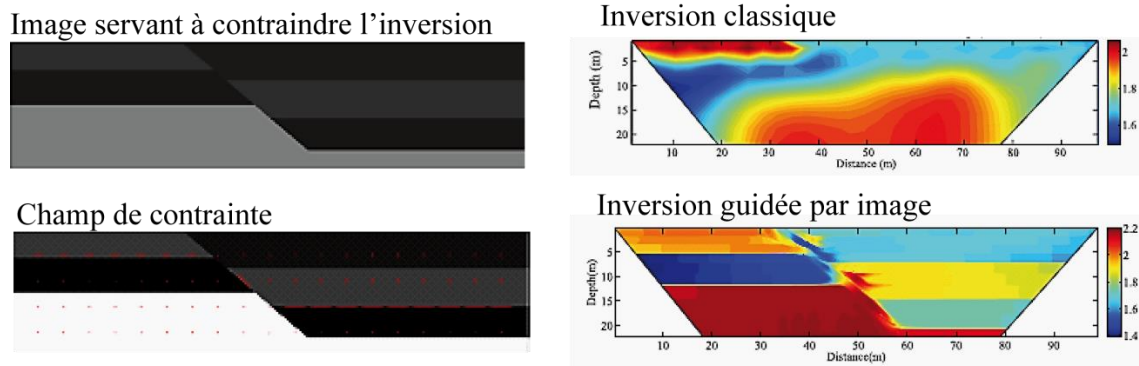 Image servant à contraindre l’inversion
Inversion classique
Depth (m)
5
10
15
20
10 20 30 40 50 60 70 80 90
Distance (m)
2
1.8
1.6
Champ de contrainte
Inversion guidée par image
Depth(m)
5
10
15
20
10 20 30 40 50 60 70 80 90
Distance(m)
2.2
2
1.8
1.6
1.4